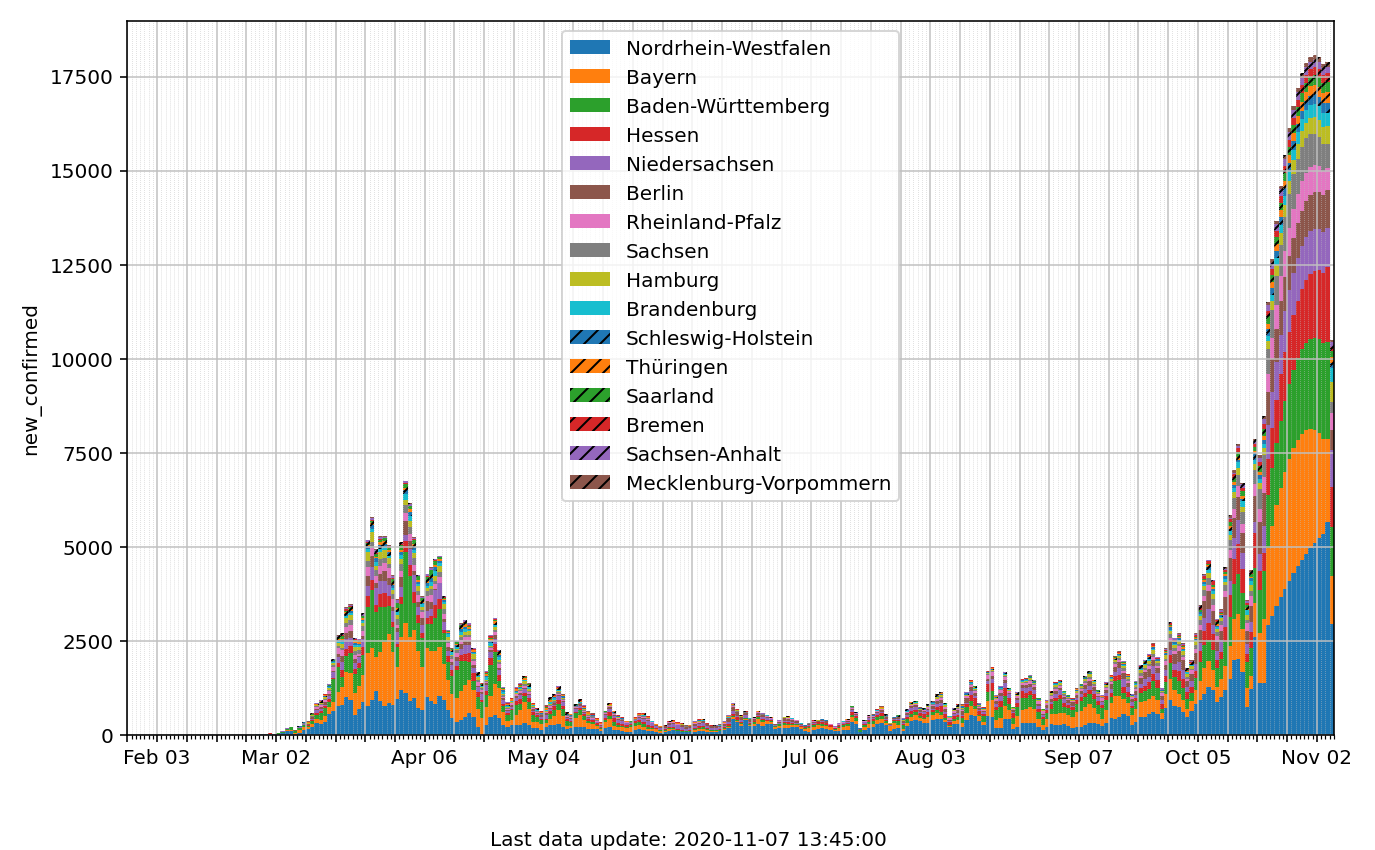 new_confirmed
17500
15000
12500
10000
7500
5000
2500
0
Nordrhein-Westfalen
Bayern
Baden-Württemberg
Hessen
Niedersachsen
Berlin
Rheinland-Pfalz
Sachsen
Hamburg
Brandenburg
Schleswig-Holstein
Thüringen
Saarland
Bremen
Sachsen-Anhalt
Mecklenburg-Vorpommern
Feb 03 Mar 02 Apr 06 May 04 Jun 01 Jul 06 Aug 03 Sep 07 Oct 05 Nov 02
Last data update: 2020-11-07 13:45:00